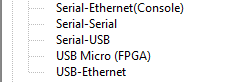 Serial-Ethernet(Console)
Serial-Serial
Serial-USB
USB Micro (FPGA)
USB-Ethernet